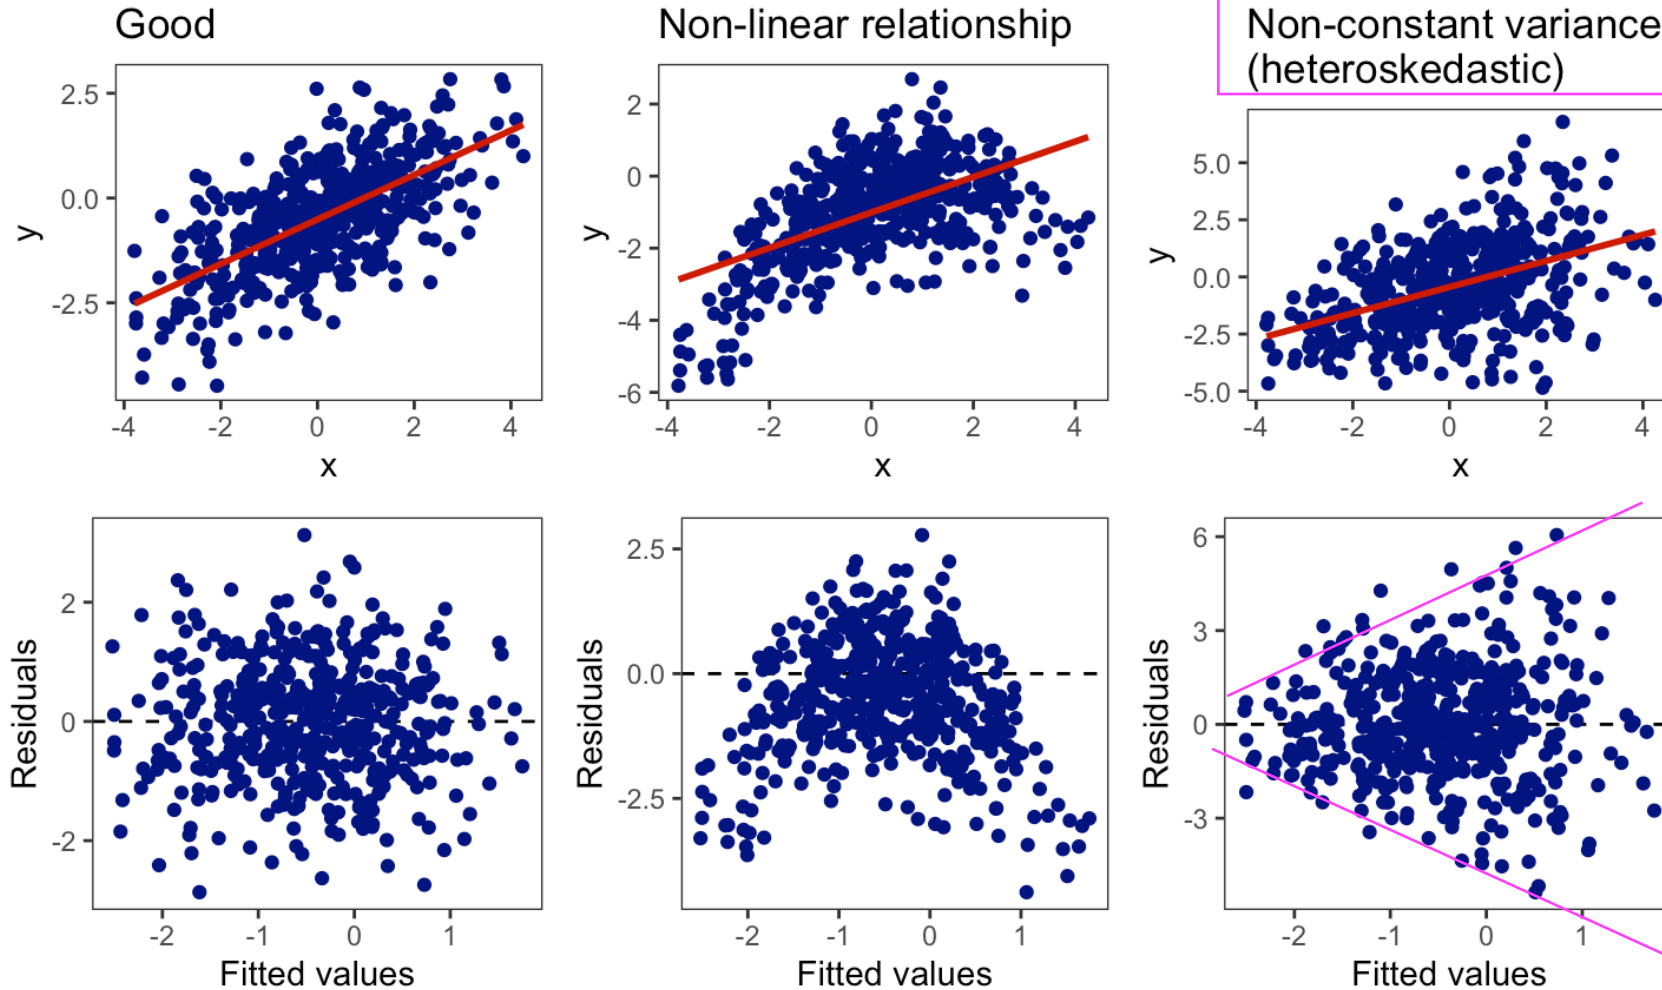 Good
Non-linear relationship
Non-constant variance
(heteroskedastic)
2.5
0.0
-2.5
y
-4 -2 0 2 4
x
2
0
-2
-4
-6
y
-4 -2 0 2 4
x
5.0
2.5
0.0
-2.5
-5.0
y
-4 -2 0 2 4
x
2
0
-2
Residuals
-2 -1 0 1
Fitted values
2.5
0.0
-2.5
Residuals
-2 -1 0 1
Fitted values
6
3
0
-3
Residuals
-2 -1 0 1
Fitted values